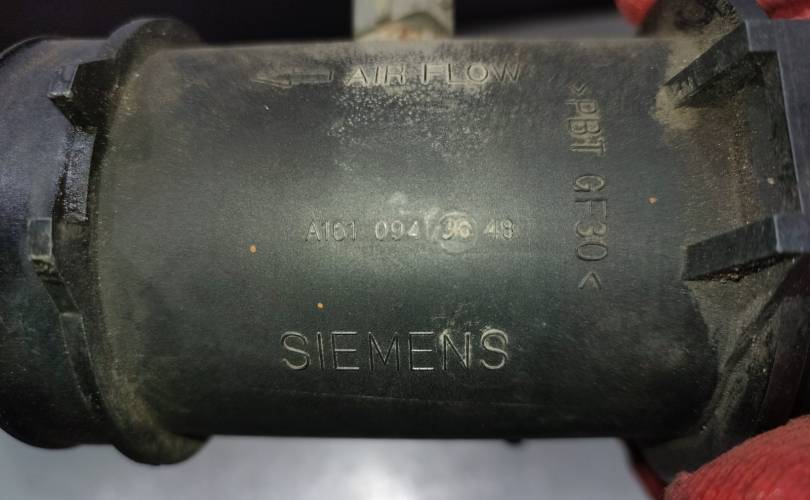 AIR FLOW
>PBT GF30<
A161 094 36 48
SIEMENS